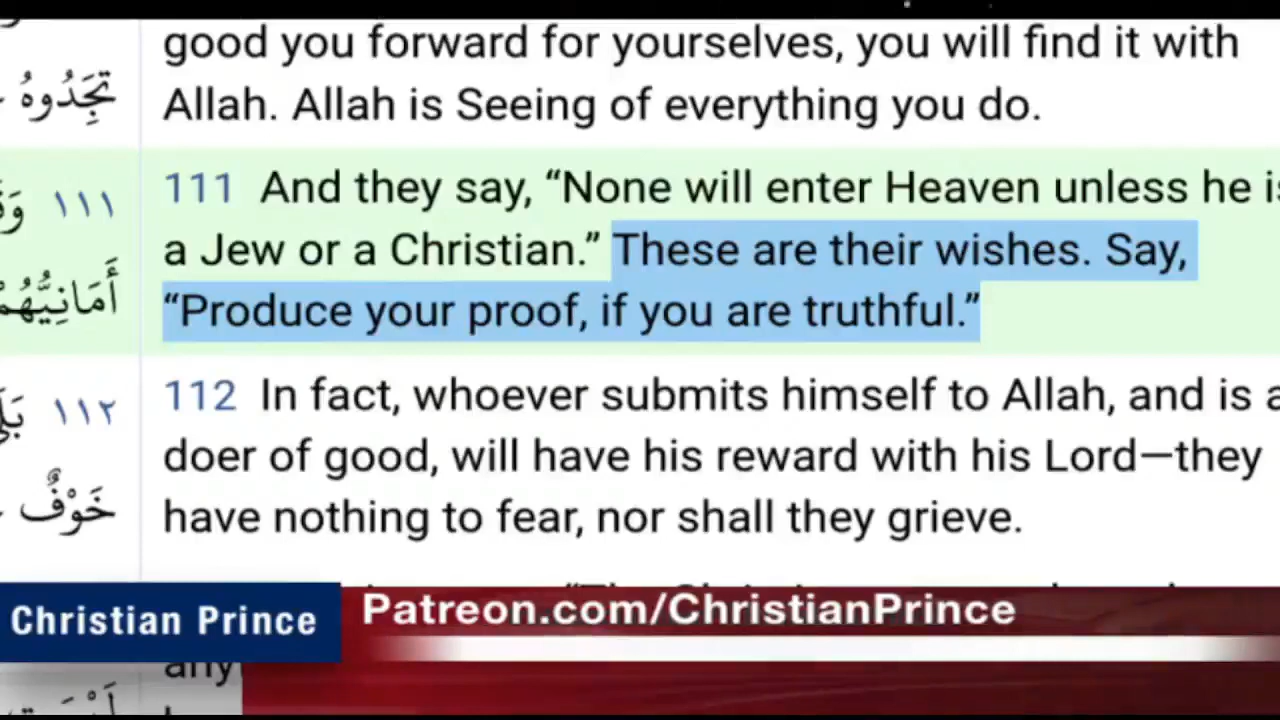 good you forward for yourselves, you will find it with
تَجِدُوهُ
Allah. Allah is Seeing of everything you do.
١١١
111 And they say, “None will enter Heaven unless he is
أَمَانِيُّهُمْ
a Jew or a Christian.” These are their wishes. Say,
“Produce your proof, if you are truthful.”
١١٢
112 In fact, whoever submits himself to Allah, and is a
doer of good, will have his reward with his Lord—they
خَوْفٌ
have nothing to fear, nor shall they grieve.
Christian Prince
Patreon.com/ChristianPrince